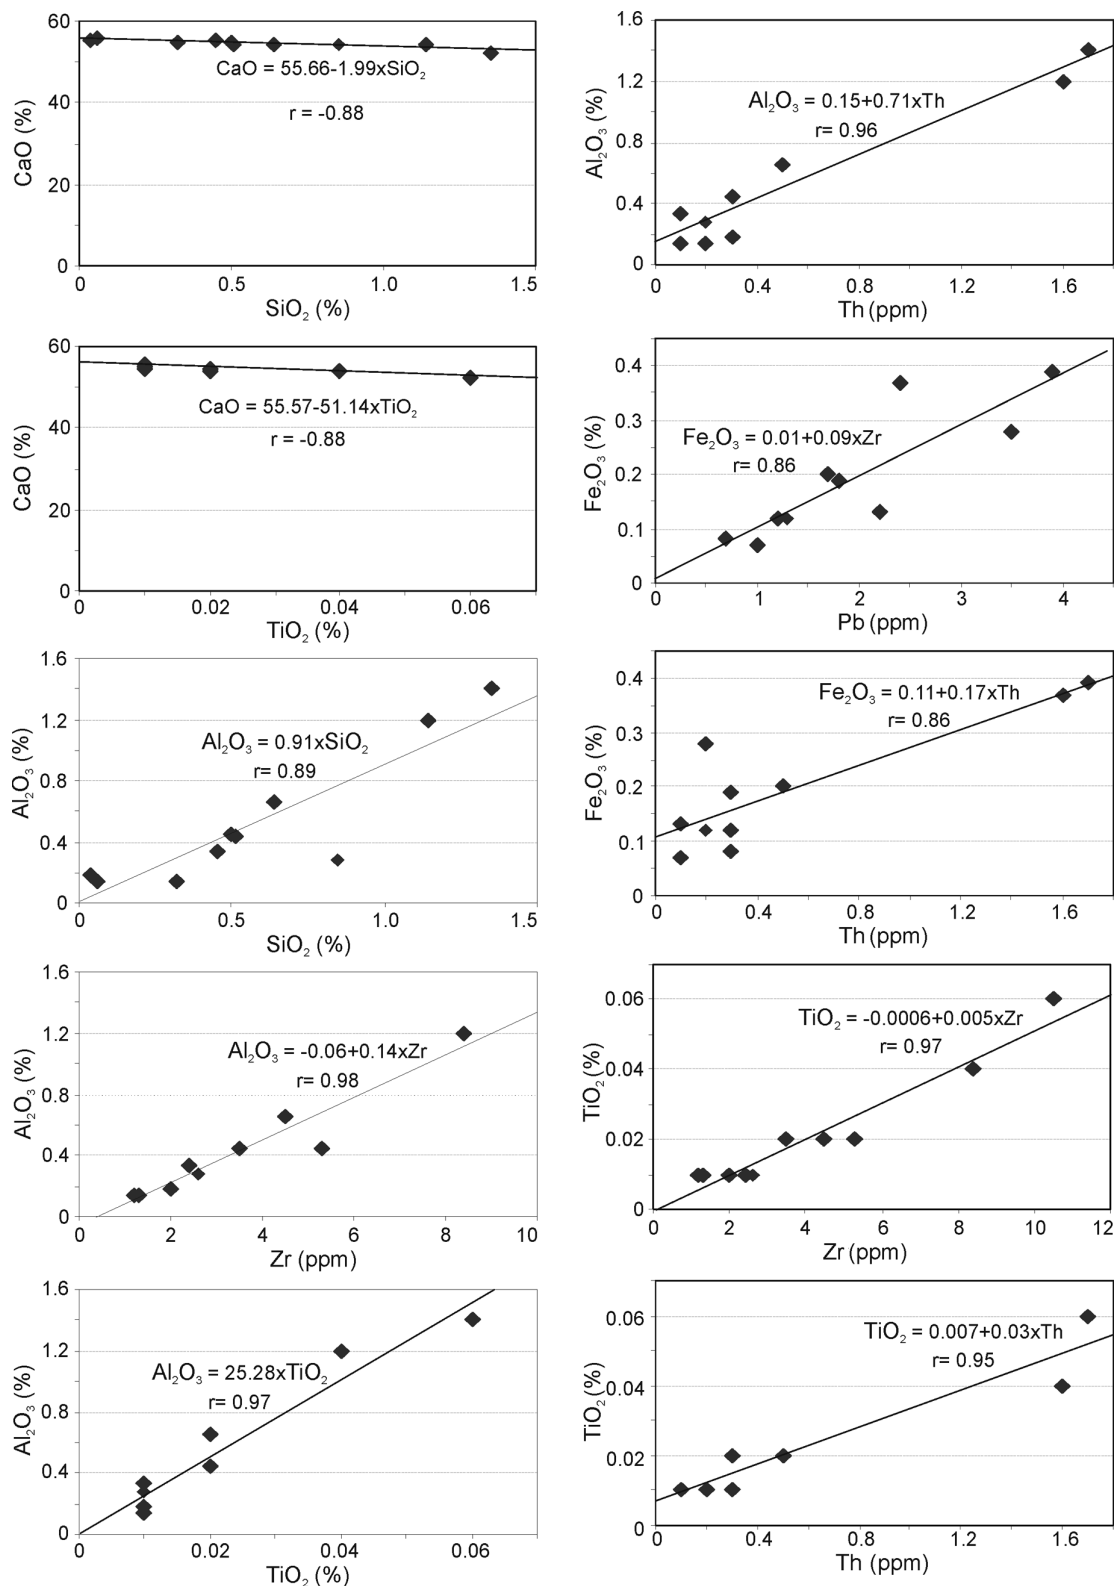 60
40
20
0
CaO (%)
CaO = 55.66-1.99xSiO₂
r = -0.88
0 0.5 1.0 1.5
SiO₂ (%)
1.6
1.2
0.8
0.4
0
Al₂O₃ (%)
Al₂O₃ = 0.15+0.71xTh
r= 0.96
0 0.4 0.8 1.2 1.6
Th (ppm)
60
40
20
0
CaO (%)
CaO = 55.57-51.14xTiO₂
r = -0.88
0 0.02 0.04 0.06
TiO₂ (%)
0.4
0.3
0.2
0.1
0
Fe₂O₃ (%)
Fe₂O₃ = 0.01+0.09xZr
r= 0.86
0 1 2 3 4
Pb (ppm)
1.6
1.2
0.8
0.4
0
Al₂O₃ (%)
Al₂O₃ = 0.91xSiO₂
r= 0.89
0 0.5 1.0 1.5
SiO₂ (%)
0.4
0.3
0.2
0.1
0
Fe₂O₃ (%)
Fe₂O₃ = 0.11+0.17xTh
r= 0.86
0 0.4 0.8 1.2 1.6
Th (ppm)
1.6
1.2
0.8
0.4
0
Al₂O₃ (%)
Al₂O₃ = -0.06+0.14xZr
r= 0.98
0 2 4 6 8 10
Zr (ppm)
0.06
0.04
0.02
0
TiO₂ (%)
TiO₂ = -0.0006+0.005xZr
r= 0.97
0 2 4 6 8 10 12
Zr (ppm)
1.6
1.2
0.8
0.4
0
Al₂O₃ (%)
Al₂O₃ = 25.28xTiO₂
r= 0.97
0 0.02 0.04 0.06
TiO₂ (%)
0.06
0.04
0.02
0
TiO₂ (%)
TiO₂ = 0.007+0.03xTh
r= 0.95
0 0.4 0.8 1.2 1.6
Th (ppm)